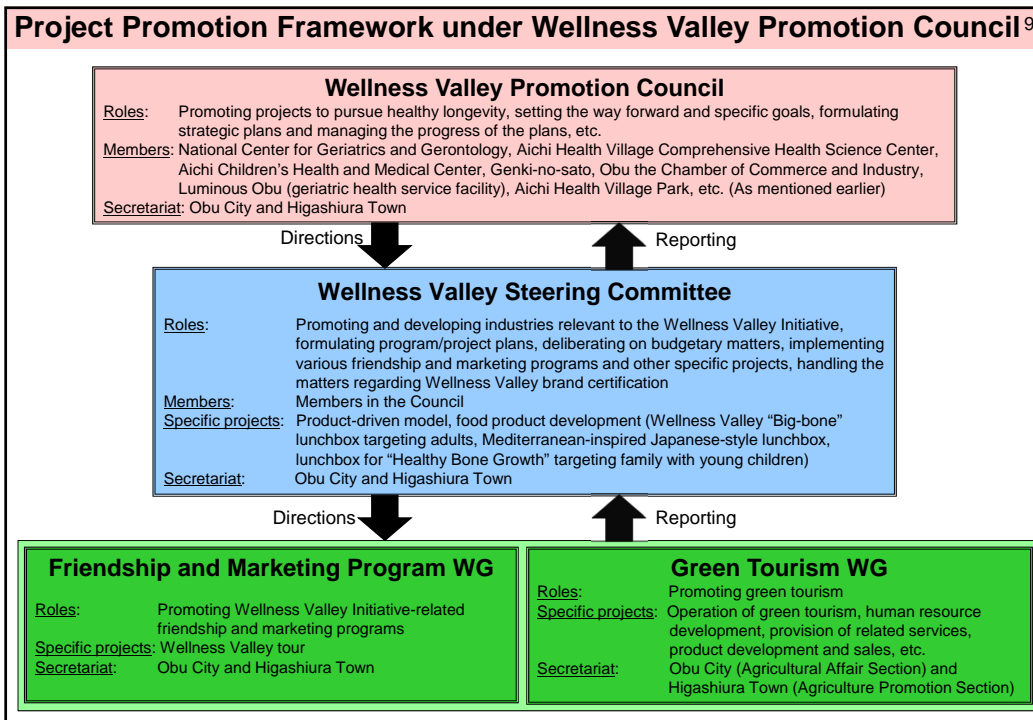 Project Promotion Framework under Wellness Valley Promotion Council 9
Wellness Valley Promotion Council
Roles: Promoting projects to pursue healthy longevity, setting the way forward and specific goals, formulating
strategic plans and managing the progress of the plans, etc.
Members: National Center for Geriatrics and Gerontology, Aichi Health Village Comprehensive Health Science Center,
Aichi Children's Health and Medical Center, Genki-no-sato, Obu the Chamber of Commerce and Industry,
Luminous Obu (geriatric health service facility), Aichi Health Village Park, etc. (As mentioned earlier)
Secretariat: Obu City and Higashiura Town
Directions Reporting
Wellness Valley Steering Committee
Roles: Promoting and developing industries relevant to the Wellness Valley Initiative,
formulating program/project plans, deliberating on budgetary matters, implementing
various friendship and marketing programs and other specific projects, handling the
matters regarding Wellness Valley brand certification
Members: Members in the Council
Specific projects: Product-driven model, food product development (Wellness Valley “Big-bone”
lunchbox targeting adults, Mediterranean-inspired Japanese-style lunchbox,
lunchbox for “Healthy Bone Growth” targeting family with young children)
Secretariat: Obu City and Higashiura Town
Directions Reporting
Friendship and Marketing Program WG
Roles: Promoting Wellness Valley Initiative-related
friendship and marketing programs
Specific projects: Wellness Valley tour
Secretariat: Obu City and Higashiura Town
Green Tourism WG
Roles: Promoting green tourism
Specific projects: Operation of green tourism, human resource
development, provision of related services,
product development and sales, etc.
Secretariat: Obu City (Agricultural Affair Section) and
Higashiura Town (Agriculture Promotion Section)